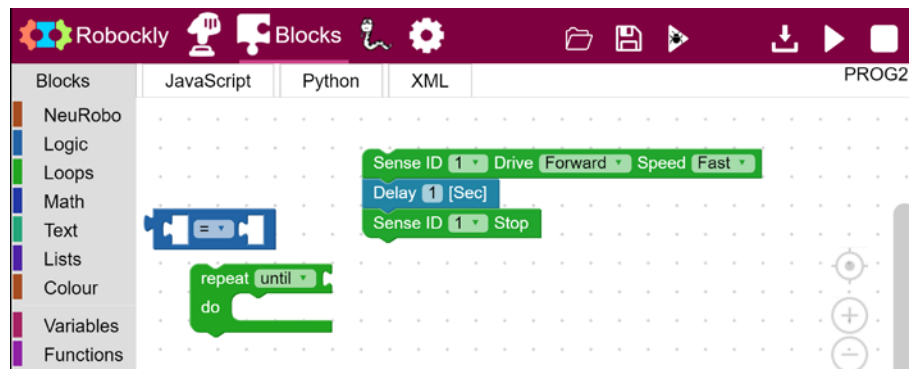 Robockly Blocks
Blocks JavaScript Python XML PROG2
NeuRobo
Logic
Loops
Math
Text
Lists
Colour
Variables
Functions
Sense ID 1 Drive Forward Speed Fast
Delay 1 [Sec]
Sense ID 1 Stop
=
repeat until
do